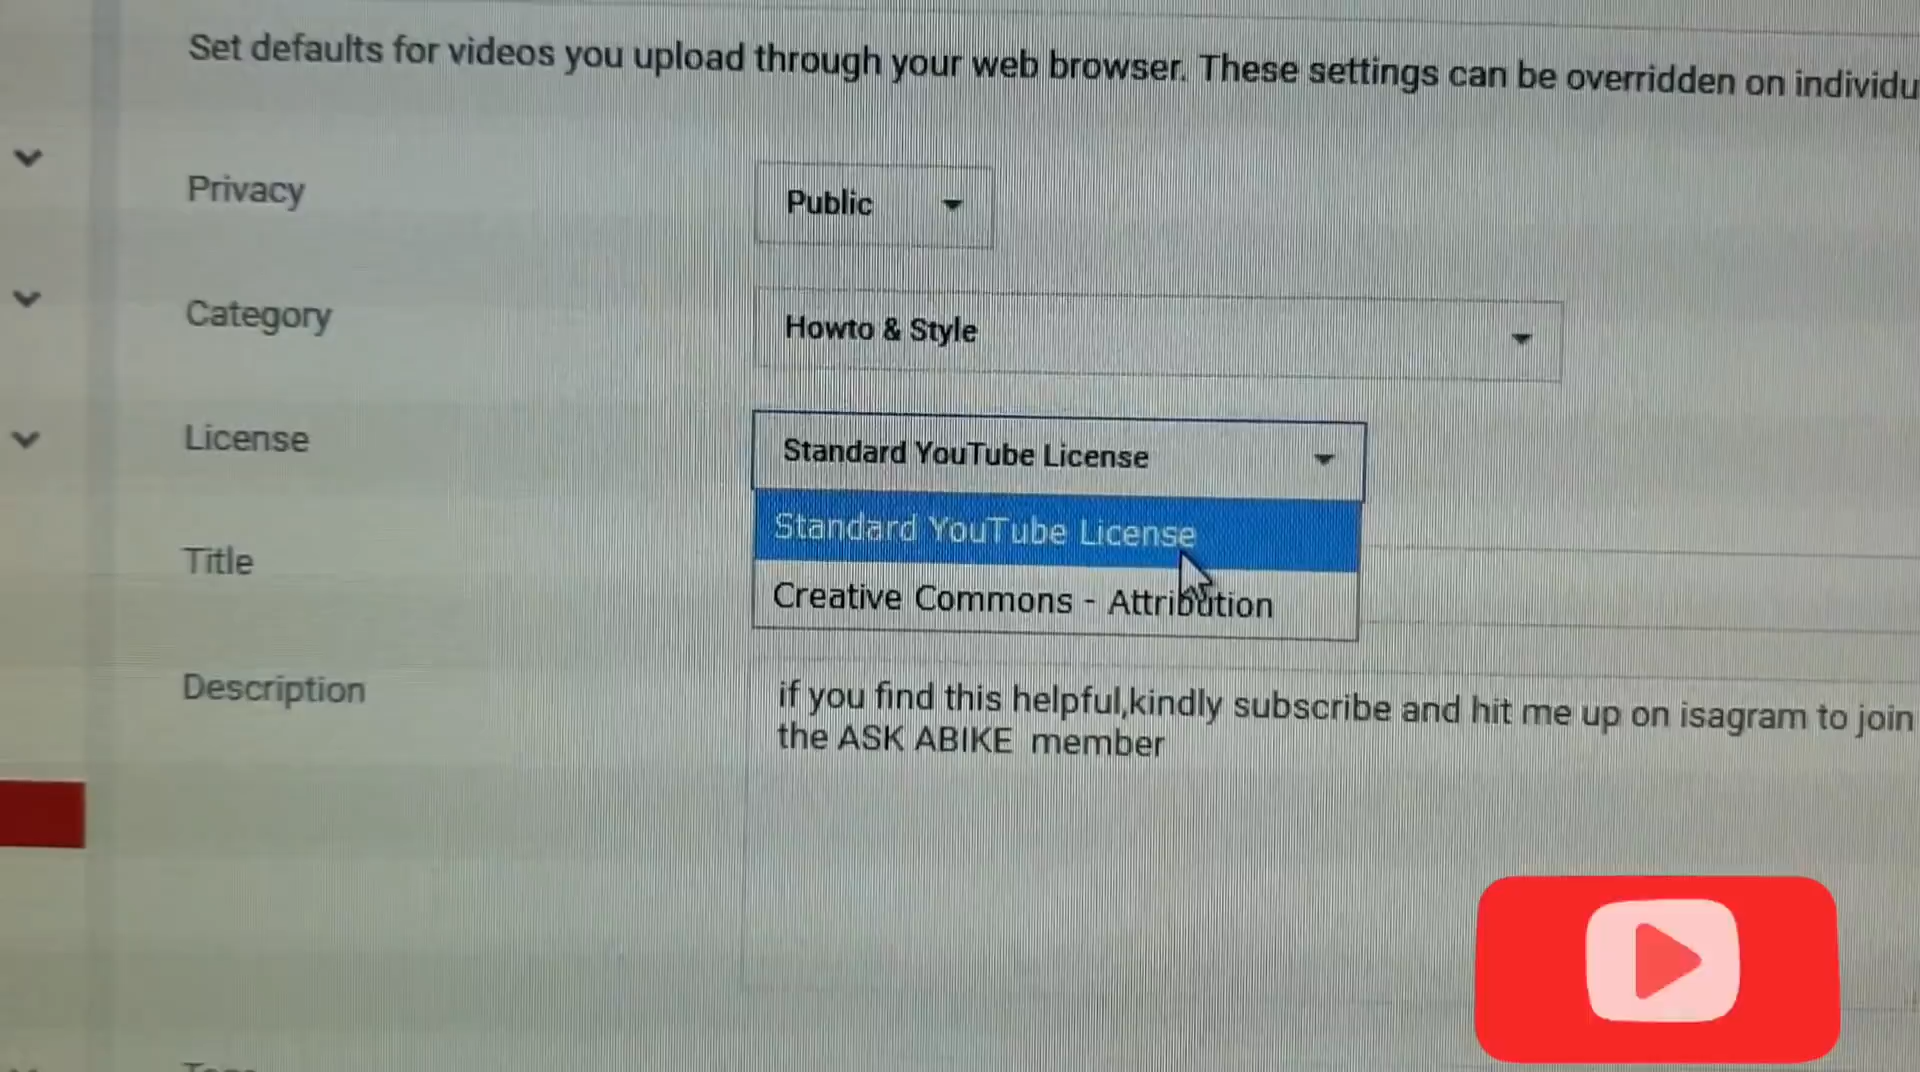 Set defaults for videos you upload through your web browser. These settings can be overridden on individu
Privacy
Public
Category
Howto & Style
License
Standard YouTube License
Standard YouTube License
Creative Commons - Attribution
Title
Description
if you find this helpful,kindly subscribe and hit me up on isagram to join
the ASK ABIKE member